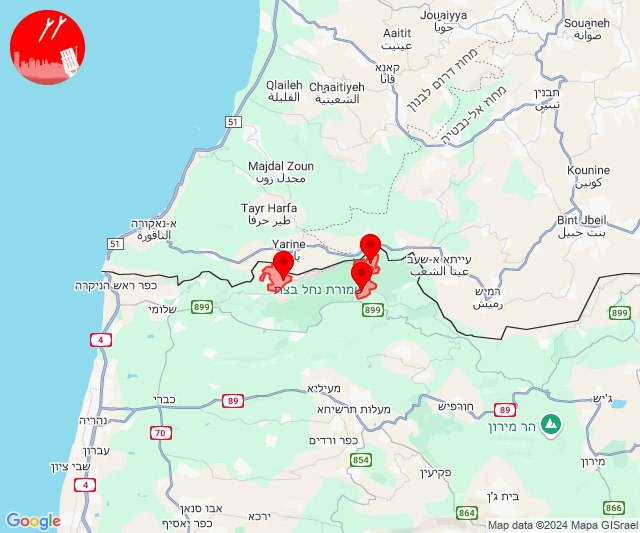 Jouaiyya
جويا
Souaneh
صوانة
Aaitit
عيتيت
מחוז דרום לבנון
קאנא
قانا
Qlaileh
القليلة
Chaaitiyeh
الشعيتية
מחוז אל-נבטיה
תבנין
تبنين
51
Majdal Zoun
مجدل زون
Kounine
كونين
Tayr Harfa
طير حرفا
א-נאקורה
الناقورة
Bint Jbeil
بنت جبيل
51
Yarine
עייתא א-שעב
عيتا الشعب
כפר ראש הניקרה
רמיש
رميش
שמורת נחל בצת
שלומי
899
899
899
4
מעיליא
כברי
89
ג'יש
נהריה
מעלות תרשיחא
חורפיש
89
70
כפר ורדים
הר מירון
עברון
854
פקיעין
מירון
שבי ציון
866
4
בית ג'ן
אבו סנאן
ירכא
כפר יאסיף
864
Google
Map data ©2024 Mapa GISrael